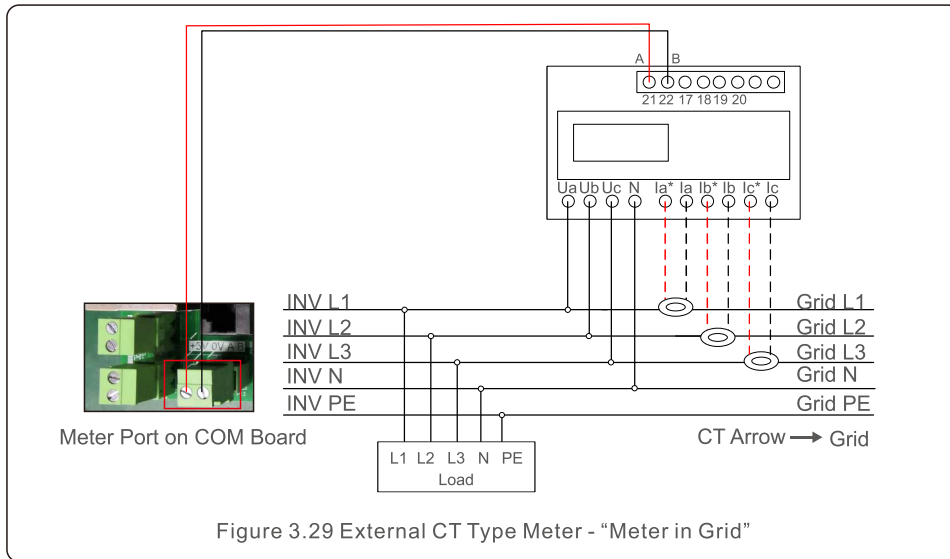 A B
21 22 17 18 19 20
Ua Ub Uc N Ia* Ia Ib* Ib Ic* Ic
INV L1 Grid L1
INV L2 Grid L2
+5V 0V A B
INV L3 Grid L3
INV N Grid N
INV PE Grid PE
Meter Port on COM Board
CT Arrow → Grid
L1 L2 L3 N PE
Load
Figure 3.29 External CT Type Meter - “Meter in Grid”